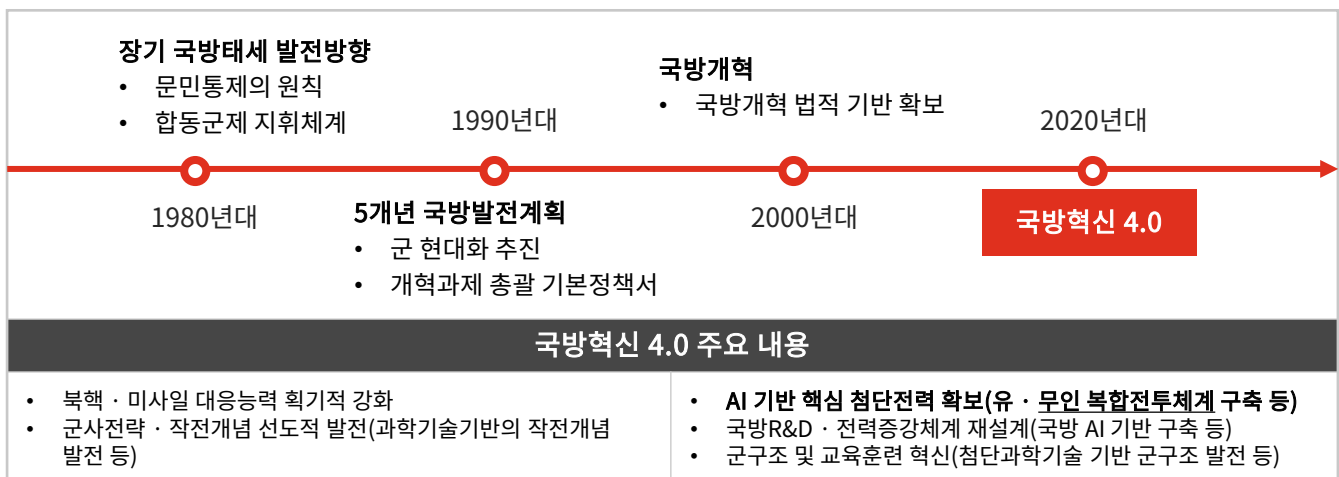 장기 국방태세 발전방향
• 문민통제의 원칙
• 합동군제 지휘체계
1980년대
1990년대
5개년 국방발전계획
• 군 현대화 추진
• 개혁과제 총괄 기본정책서
국방개혁
• 국방개혁 법적 기반 확보
2000년대
2020년대
국방혁신 4.0
국방혁신 4.0 주요 내용
• 북핵 · 미사일 대응능력 획기적 강화
• 군사전략 · 작전개념 선도적 발전(과학기술기반의 작전개념
발전 등)
• AI 기반 핵심 첨단전력 확보(유 · 무인 복합전투체계 구축 등)
• 국방R&D · 전력증강체계 재설계(국방 AI 기반 구축 등)
• 군구조 및 교육훈련 혁신(첨단과학기술 기반 군구조 발전 등)